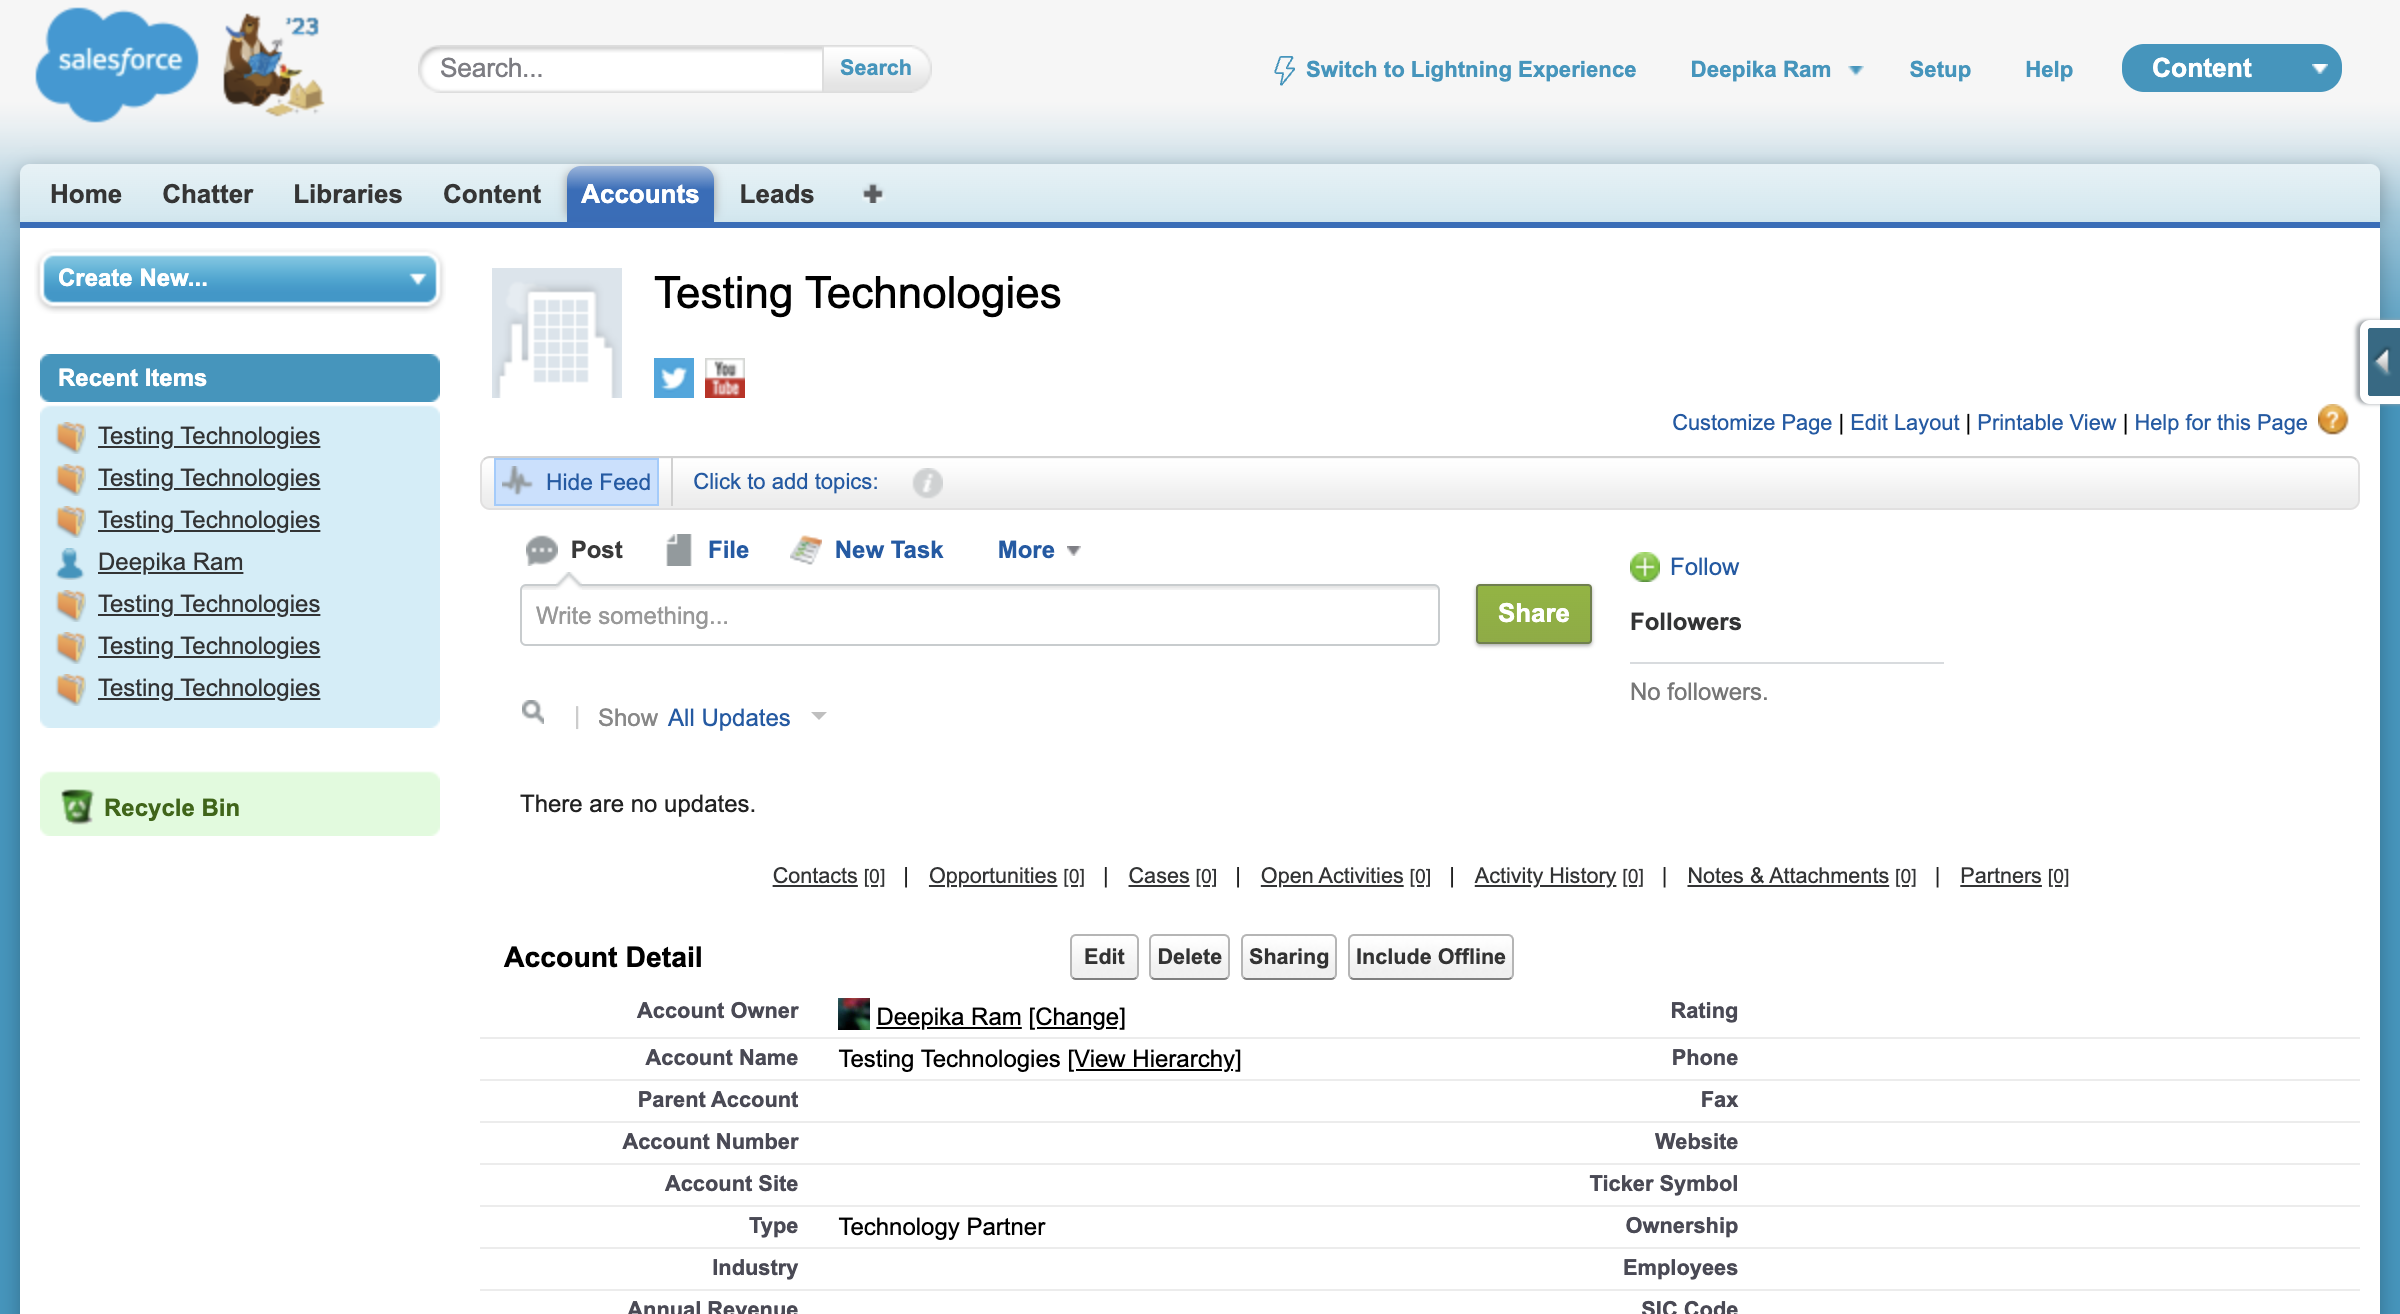 salesforce
'23
Search...
Search
Switch to Lightning Experience
Deepika Ram
Setup
Help
Content
Home
Chatter
Libraries
Content
Accounts
Leads
Create New...
Recent Items
Testing Technologies
Testing Technologies
Testing Technologies
Deepika Ram
Testing Technologies
Testing Technologies
Testing Technologies
Recycle Bin
Testing Technologies
You
Tube
Customize Page | Edit Layout | Printable View | Help for this Page ?
Hide Feed
Click to add topics:
Post
File
New Task
More
Write something...
Share
Follow
Followers
No followers.
Show All Updates
There are no updates.
Contacts [0] | Opportunities [0] | Cases [0] | Open Activities [0] | Activity History [0] | Notes & Attachments [0] | Partners [0]
Account Detail
Edit
Delete
Sharing
Include Offline
Account Owner
Deepika Ram [Change]
Rating
Account Name
Testing Technologies [View Hierarchy]
Phone
Parent Account
Fax
Account Number
Website
Account Site
Ticker Symbol
Type
Technology Partner
Ownership
Industry
Employees
Annual Revenue
SIC Code